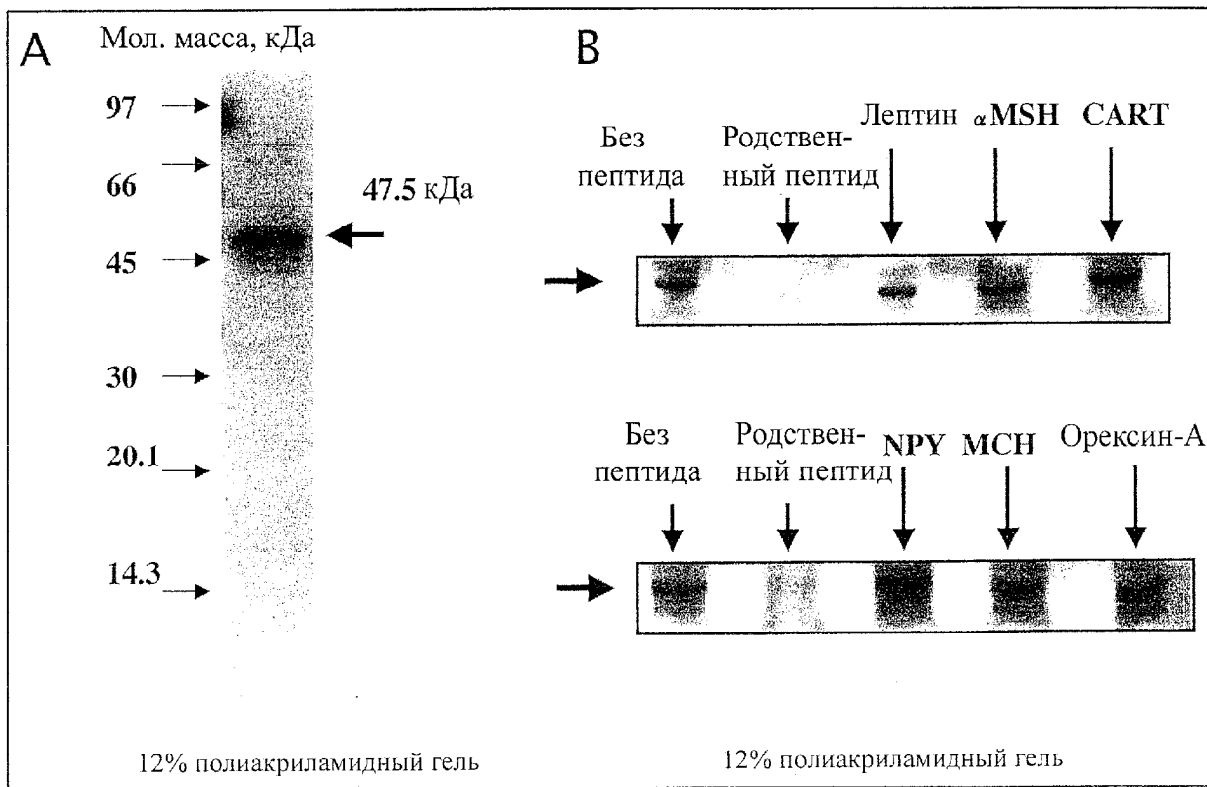 A
Мол. масса, кДа
97
66
47.5 кДа
45
30
20.1
14.3
12% полиакриламидный гель
B
Без
пептида
Родствен-
ный пептид
Лептин
αMSH
CART
Без
пептида
Родствен-
ный пептид
NPY
MCH
Орексин-А
12% полиакриламидный гель